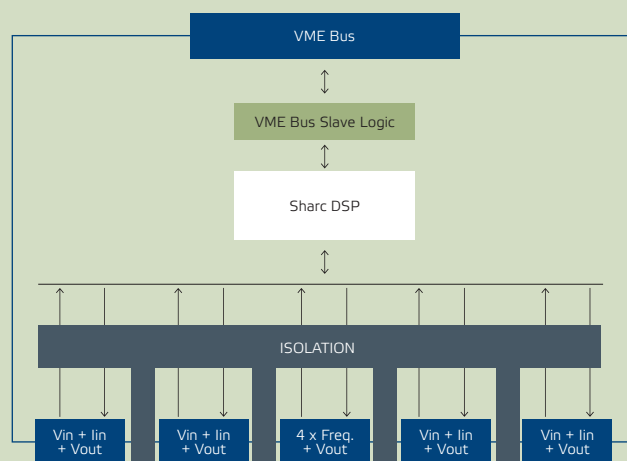 VME Bus
VME Bus Slave Logic
Sharc DSP
ISOLATION
Vin + Iin
+ Vout
Vin + Iin
+ Vout
4 x Freq.
+ Vout
Vin + Iin
+ Vout
Vin + Iin
+ Vout